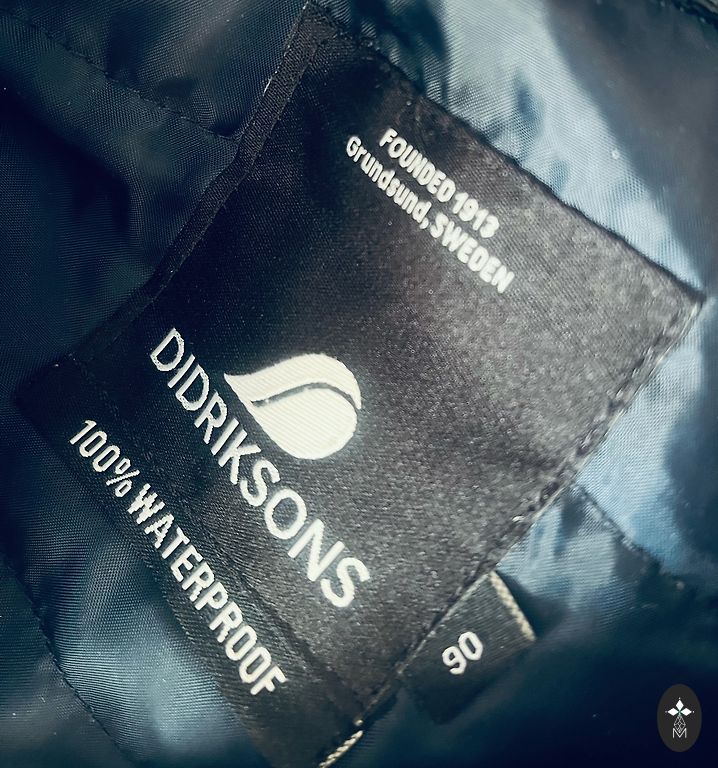 FOUNDED 1913
Grundsund, SWEDEN
DIDRIKSONS
100% WATERPROOF
90
M